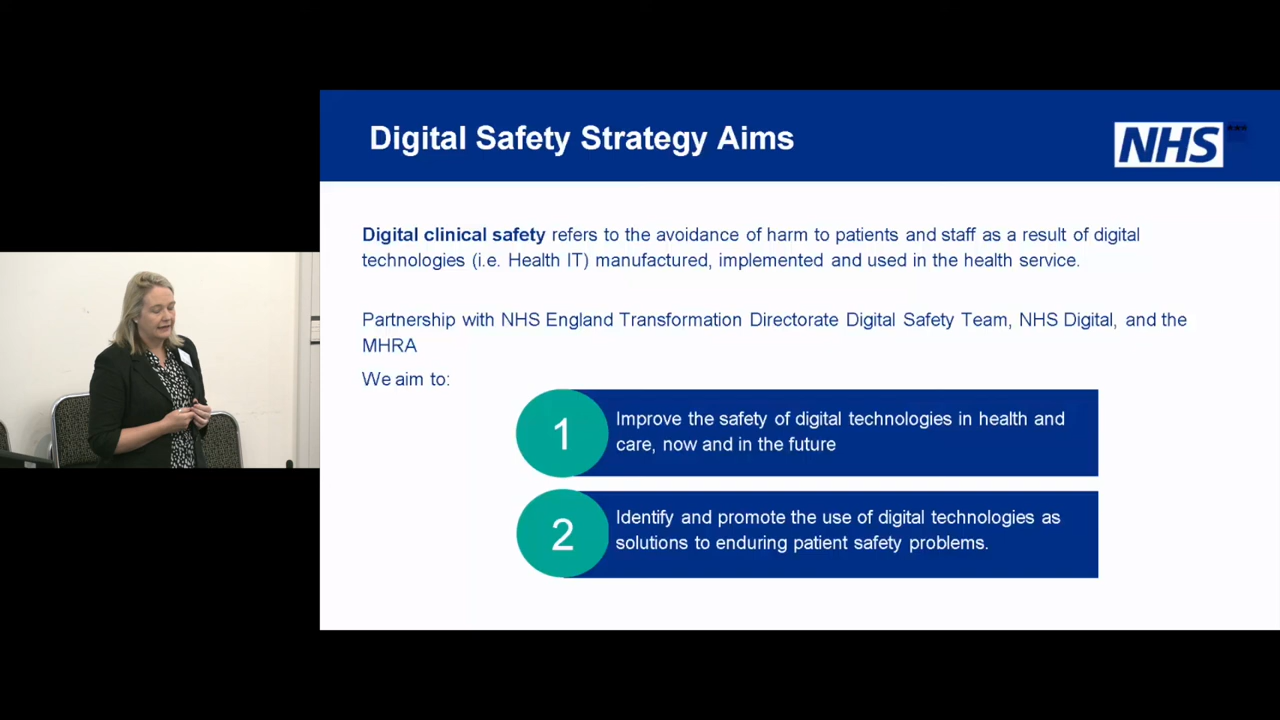 Digital Safety Strategy Aims
NHS
Digital clinical safety refers to the avoidance of harm to patients and staff as a result of digital
technologies (i.e. Health IT) manufactured, implemented and used in the health service.
Partnership with NHS England Transformation Directorate Digital Safety Team, NHS Digital, and the
MHRA
We aim to:
1
Improve the safety of digital technologies in health and
care, now and in the future
2
Identify and promote the use of digital technologies as
solutions to enduring patient safety problems.